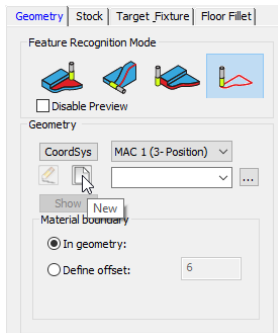 Geometry Stock Target_Fixture Floor Fillet
Feature Recognition Mode
Disable Preview
Geometry
CoordSys MAC 1 (3- Position)
...
Show New
Material boundary
In geometry:
Define offset: 6